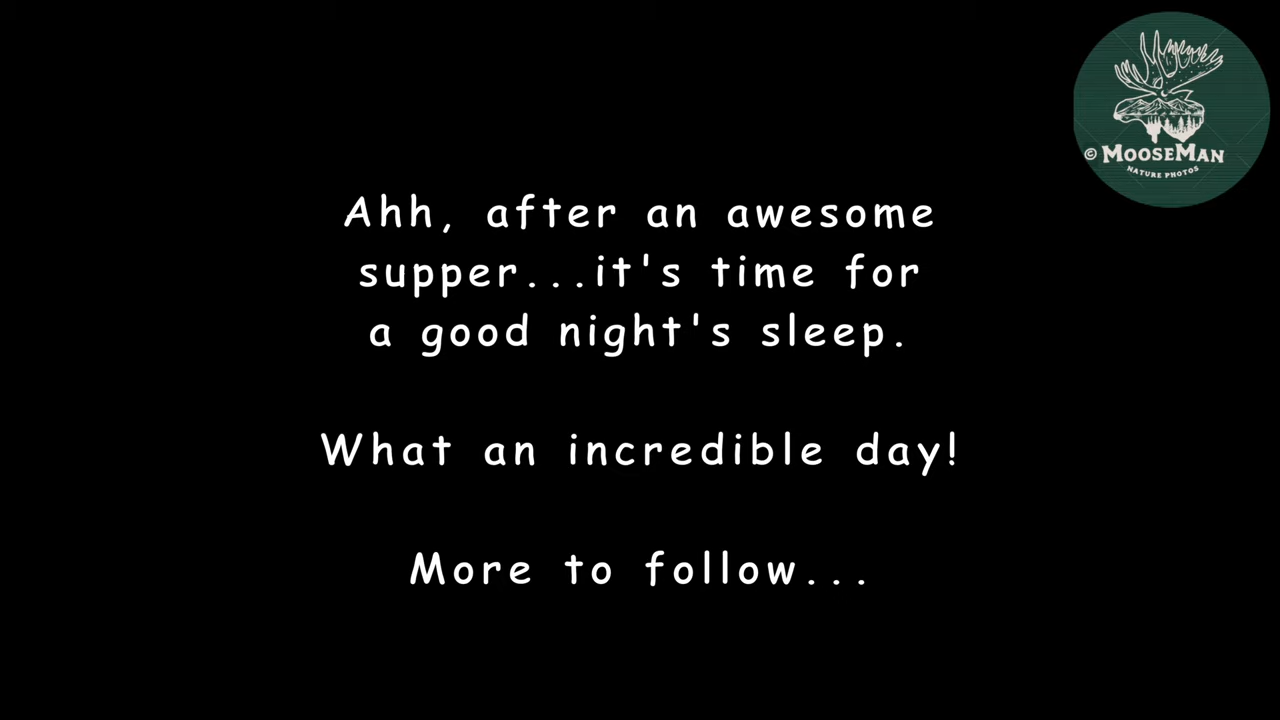 © MOOSEMAN
NATURE PHOTOS
Ahh, after an awesome
supper...it's time for
a good night's sleep.
What an incredible day!
More to follow...